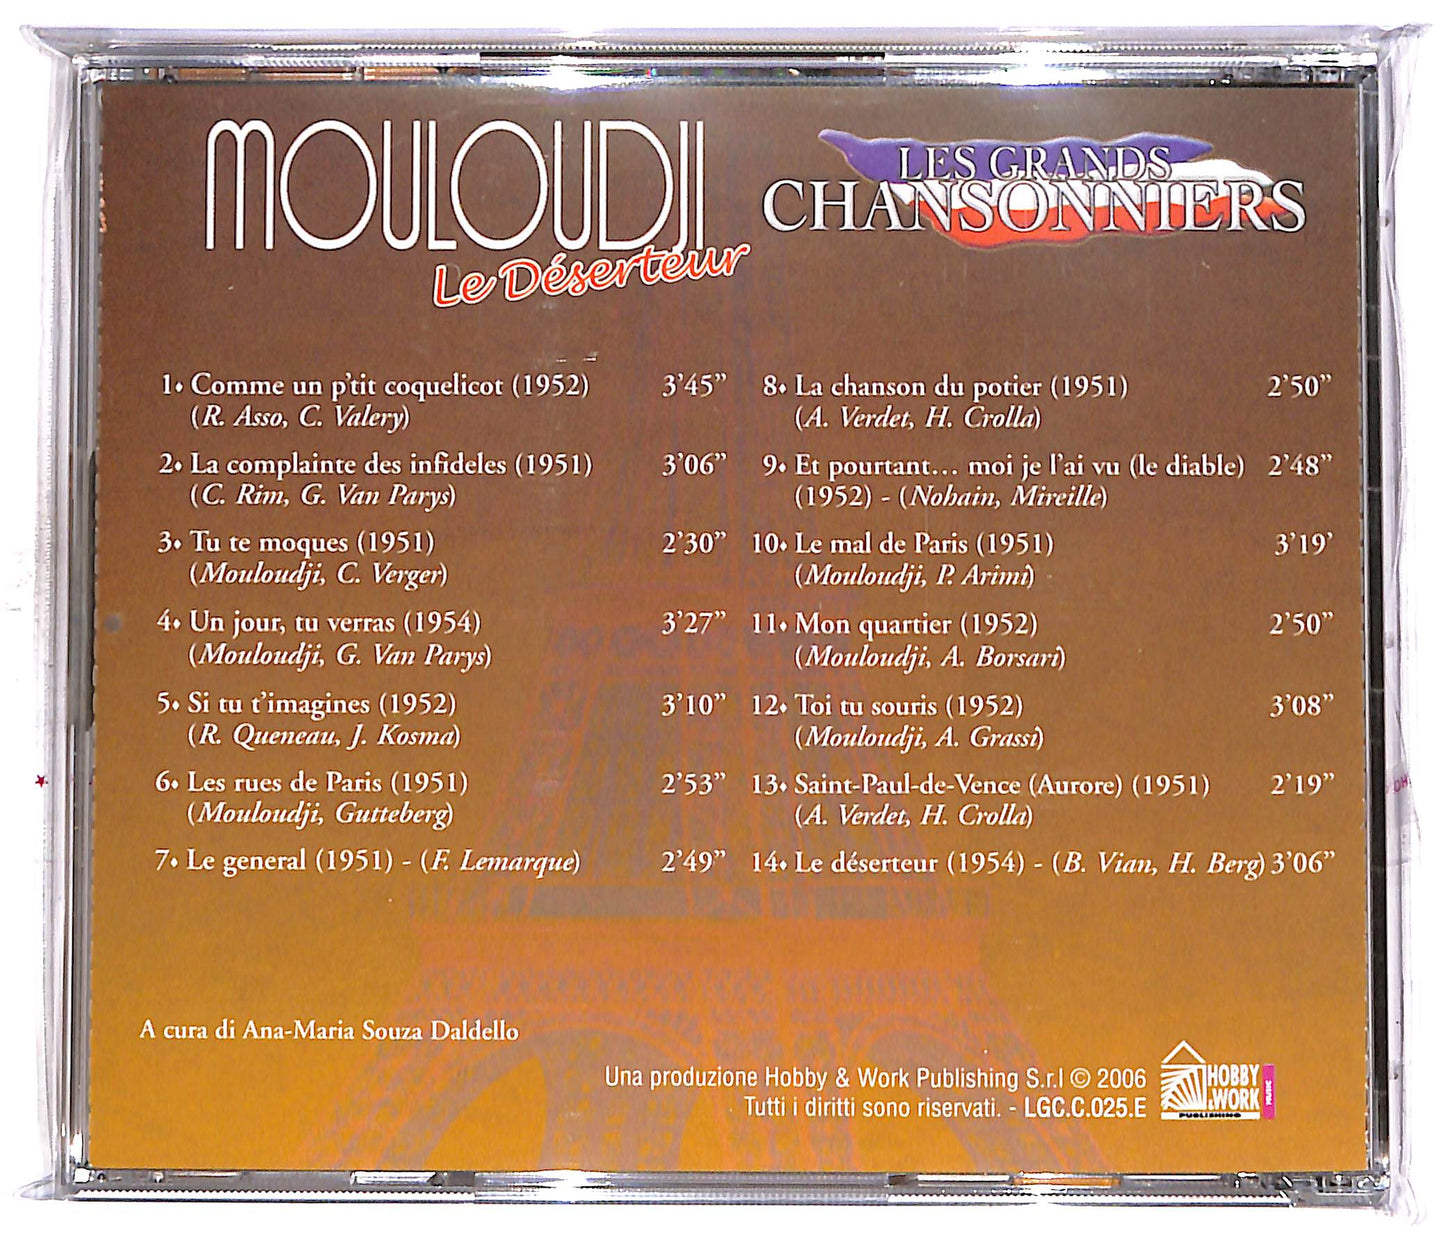 MOULOUDJI
Le Déserteur
LES GRANDS
CHANSONNIERS
1♦ Comme un p'tit coquelicot (1952) 3'45"
(R. Asso, C. Valery)
2♦ La complainte des infideles (1951) 3'06"
(C. Rim, G. Van Parys)
3♦ Tu te moques (1951) 2'30"
(Mouloudji, C. Verger)
4♦ Un jour, tu verras (1954) 3'27"
(Mouloudji, G. Van Parys)
5♦ Si tu t'imagines (1952) 3'10"
(R. Queneau, J. Kosma)
6♦ Les rues de Paris (1951) 2'53"
(Mouloudji, Gutteberg)
7♦ Le general (1951) - (F. Lemarque) 2'49"
8♦ La chanson du potier (1951) 2'50"
(A. Verdet, H. Crolla)
9♦ Et pourtant... moi je l'ai vu (le diable) 2'48"
(1952) - (Nohain, Mireille)
10♦ Le mal de Paris (1951) 3'19'
(Mouloudji, P. Arimi)
11♦ Mon quartier (1952) 2'50"
(Mouloudji, A. Borsari)
12♦ Toi tu souris (1952) 3'08"
(Mouloudji, A. Grassi)
13♦ Saint-Paul-de-Vence (Aurore) (1951) 2'19"
(A. Verdet, H. Crolla)
14♦ Le déserteur (1954) - (B. Vian, H. Berg) 3'06"
A cura di Ana-Maria Souza Daldello
Una produzione Hobby & Work Publishing S.r.l © 2006
Tutti i diritti sono riservati. - LGC.C.025.E
HOBBY
& WORK
PUBLISHING
MUSIC